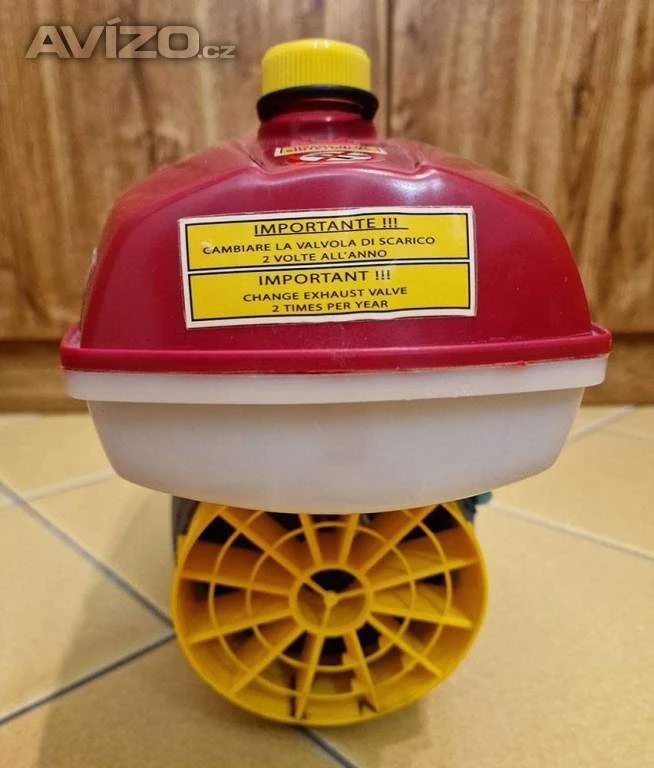 AVÍZO.cz
IMPORTANTE !!!
CAMBIARE LA VALVOLA DI SCARICO
2 VOLTE ALL'ANNO
IMPORTANT !!!
CHANGE EXHAUST VALVE
2 TIMES PER YEAR